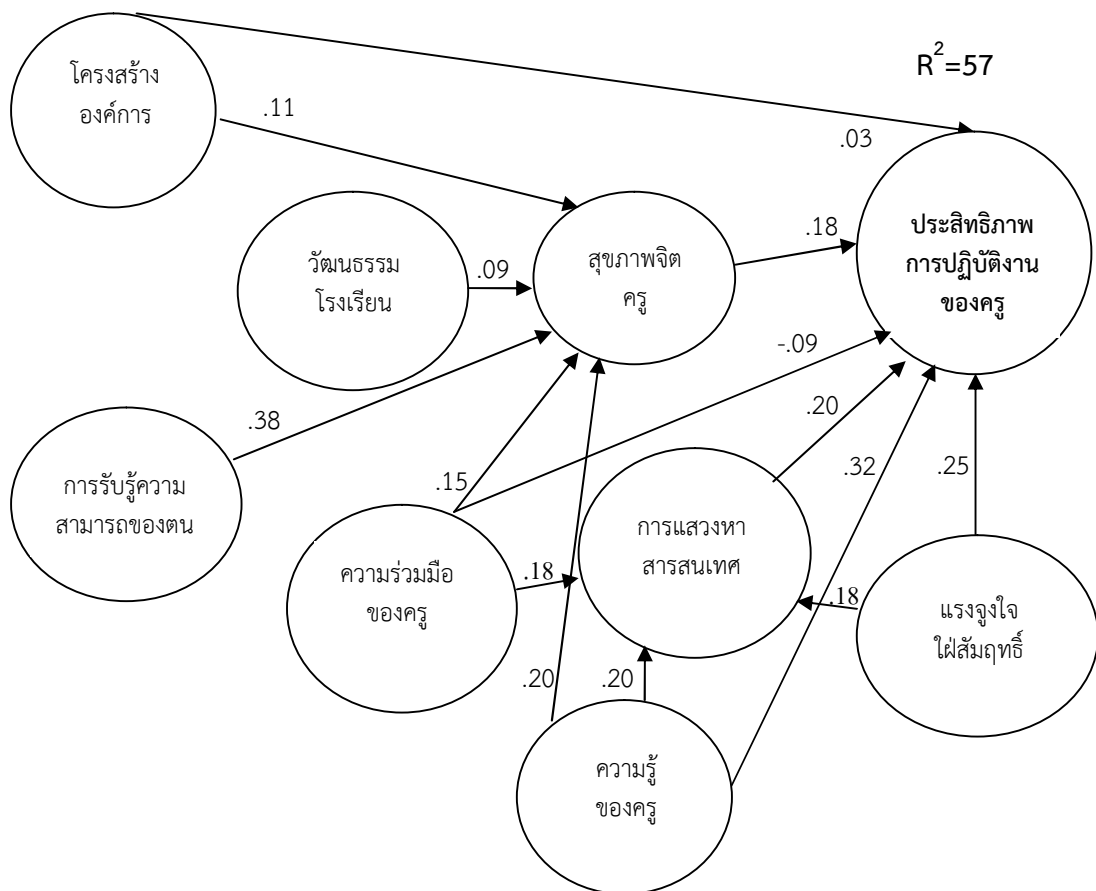 โครงสร้าง
องค์การ
R²=57
.11
.03
วัฒนธรรม
โรงเรียน
.09
สุขภาพจิต
ครู
.18
ประสิทธิภาพ
การปฏิบัติงาน
ของครู
-.09
.38
.20
การรับรู้ความ
สามารถของตน
.15
.32
.25
การแสวงหา
สารสนเทศ
ความร่วมมือ
ของครู
.18
.18
แรงจูงใจ
ใฝ่สัมฤทธิ์
.20
.20
ความรู้
ของครู